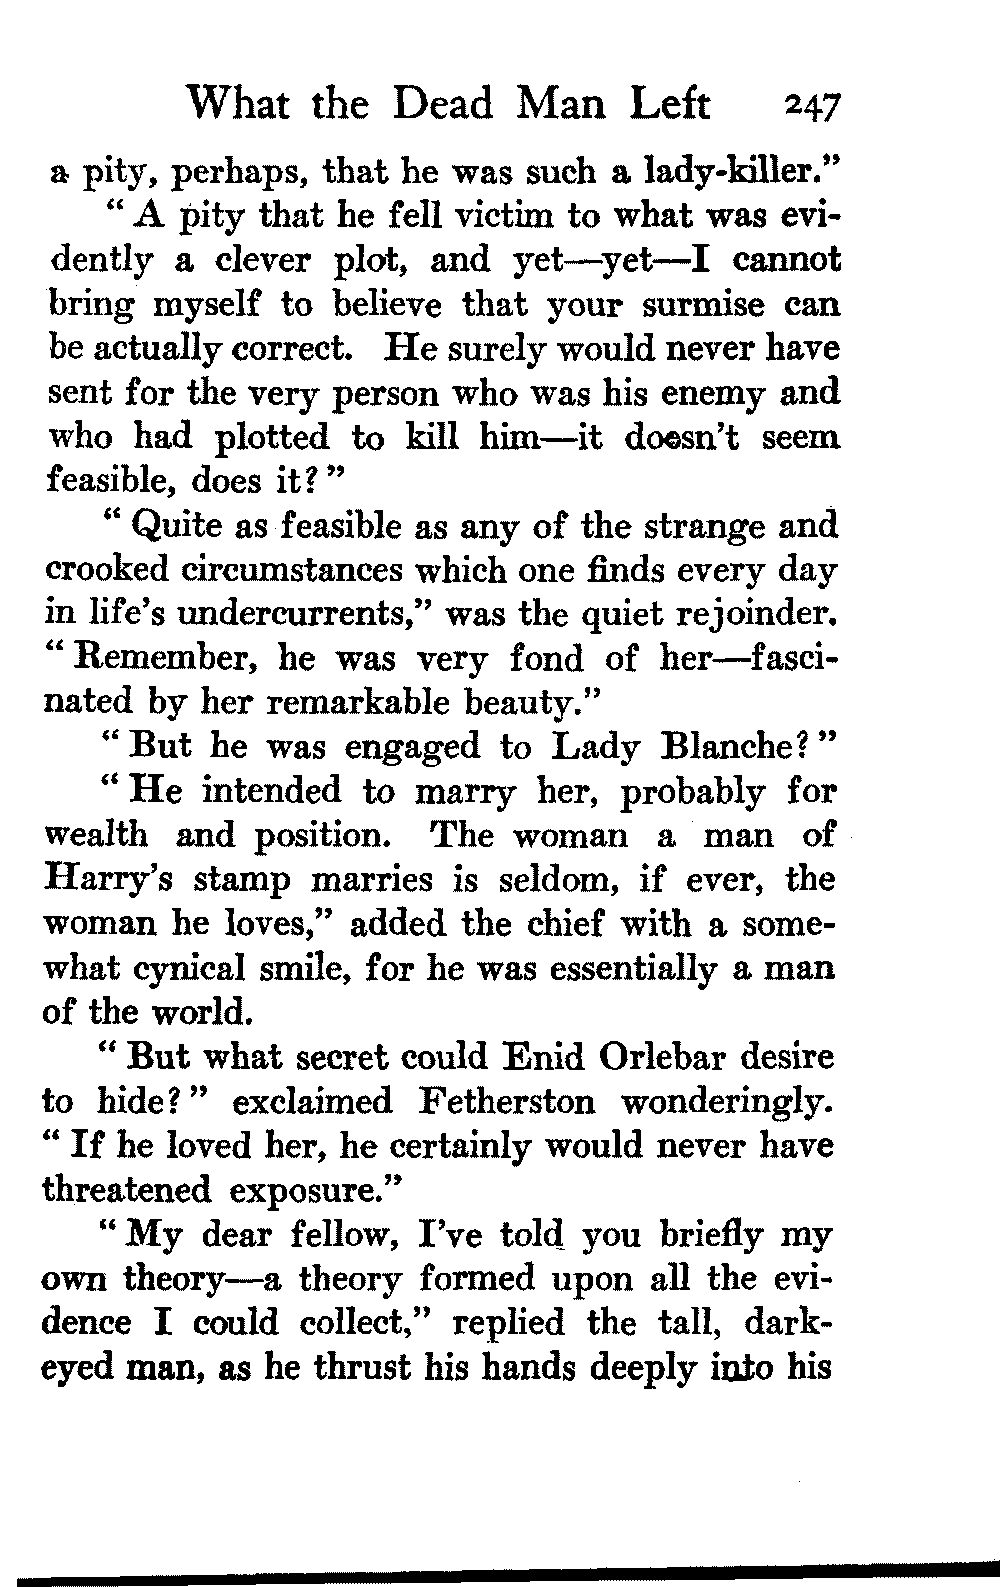 What the Dead Man Left 247
a pity, perhaps, that he was such a lady-killer."
"A pity that he fell victim to what was evi-
dently a clever plot, and yet—yet—I cannot
bring myself to believe that your surmise can
be actually correct. He surely would never have
sent for the very person who was his enemy and
who had plotted to kill him—it doesn't seem
feasible, does it?"
"Quite as feasible as any of the strange and
crooked circumstances which one finds every day
in life's undercurrents," was the quiet rejoinder.
"Remember, he was very fond of her—fasci-
nated by her remarkable beauty."
"But he was engaged to Lady Blanche?"
"He intended to marry her, probably for
wealth and position. The woman a man of
Harry's stamp marries is seldom, if ever, the
woman he loves," added the chief with a some-
what cynical smile, for he was essentially a man
of the world.
"But what secret could Enid Orlebar desire
to hide?" exclaimed Fetherston wonderingly.
"If he loved her, he certainly would never have
threatened exposure."
"My dear fellow, I've told you briefly my
own theory—a theory formed upon all the evi-
dence I could collect," replied the tall, dark-
eyed man, as he thrust his hands deeply into his